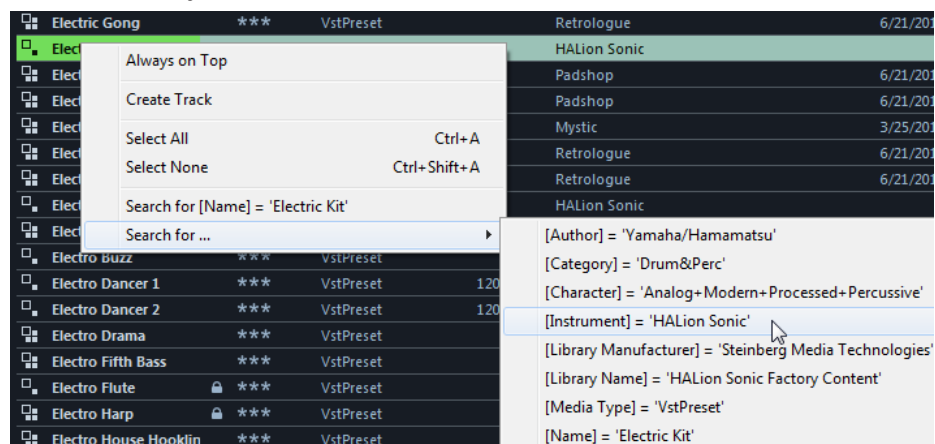 Electric Gong *** VstPreset Retrologue 6/21/201
Elect HALion Sonic
Elect Padshop 6/21/201
Elect Padshop 6/21/201
Elect Mystic 3/25/201
Elect Retrologue 6/21/201
Elect Retrologue 6/21/201
Elect HALion Sonic
Elect
Always on Top
Create Track
Select All Ctrl+A
Select None Ctrl+Shift+A
Search for [Name] = 'Electric Kit'
Search for ...
[Author] = 'Yamaha/Hamamatsu'
[Category] = 'Drum&Perc'
[Character] = 'Analog+Modern+Processed+Percussive'
[Instrument] = 'HALion Sonic'
[Library Manufacturer] = 'Steinberg Media Technologies'
[Library Name] = 'HALion Sonic Factory Content'
[Media Type] = 'VstPreset'
[Name] = 'Electric Kit'
Electro Buzz *** VstPreset
Electro Dancer 1 *** VstPreset 120
Electro Dancer 2 *** VstPreset 120
Electro Drama *** VstPreset
Electro Fifth Bass *** VstPreset
Electro Flute *** VstPreset
Electro Harp *** VstPreset
Electro House Hooklin *** VstPreset